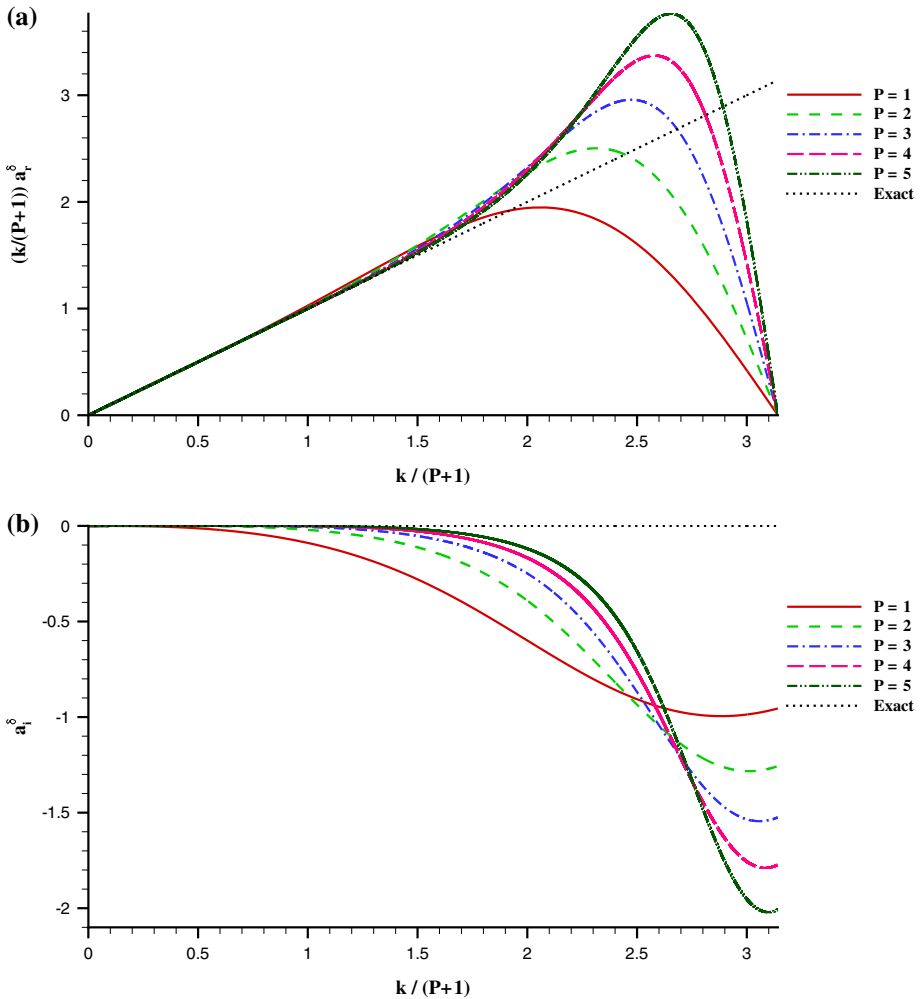 (a)
(k/(P+1)) a_r^δ
3
2
1
0
0 0.5 1 1.5 2 2.5 3
k / (P+1)
P = 1
P = 2
P = 3
P = 4
P = 5
Exact
(b)
a_i^δ
0
-0.5
-1
-1.5
-2
0 0.5 1 1.5 2 2.5 3
k / (P+1)
P = 1
P = 2
P = 3
P = 4
P = 5
Exact